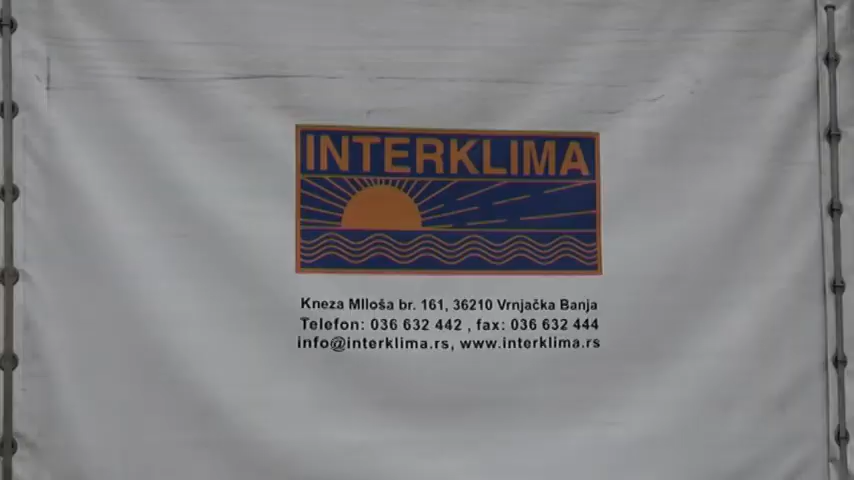 INTERKLIMA
Kneza MIloša br. 161, 36210 Vrnjačka Banja
Telefon: 036 632 442 , fax: 036 632 444
info@interklima.rs, www.interklima.rs